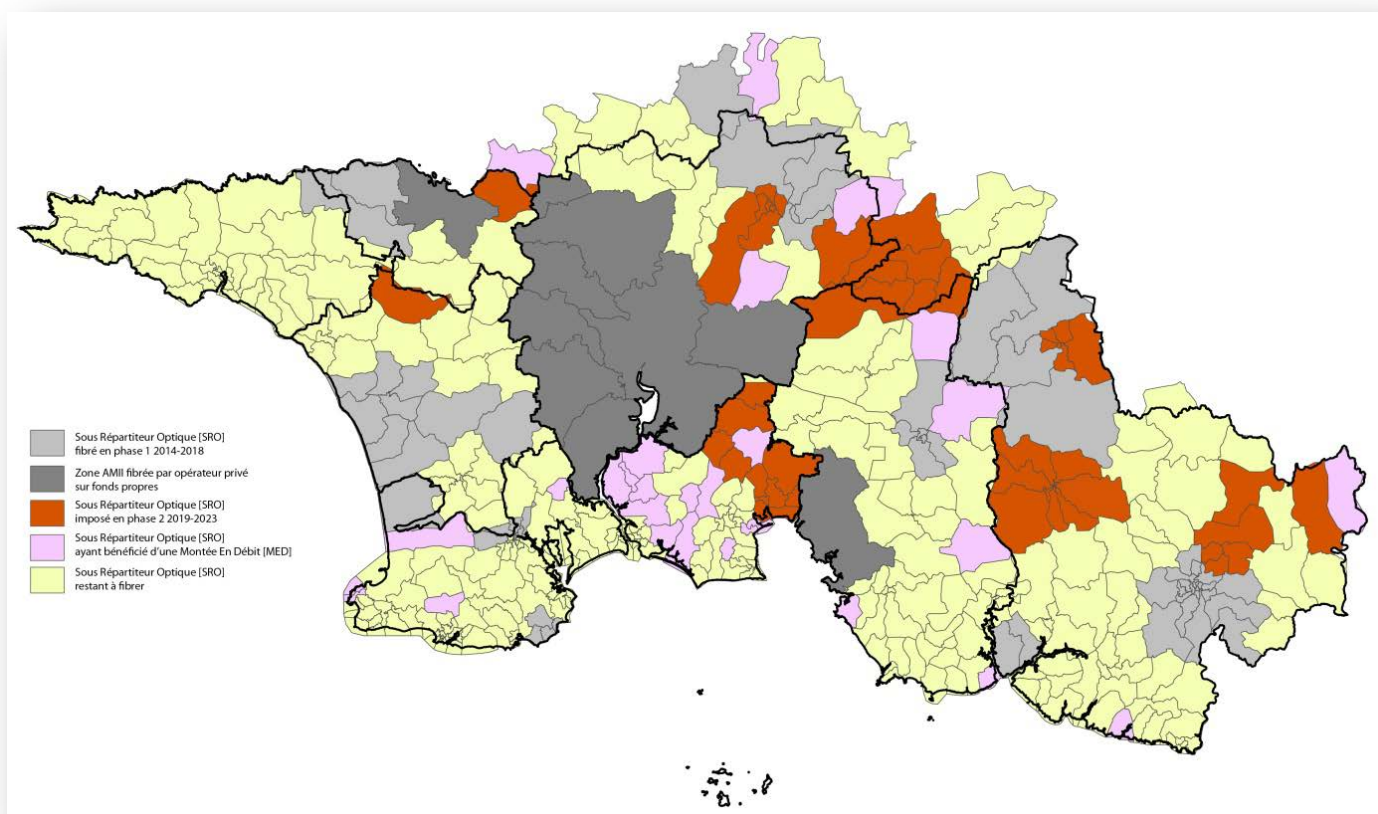 Sous Répartiteur Optique [SRO]
fibré en phase 1 2014-2018
Zone AMII fibrée par opérateur privé
sur fonds propres
Sous Répartiteur Optique [SRO]
imposé en phase 2 2019-2023
Sous Répartiteur Optique [SRO]
ayant bénéficié d'une Montée En Débit [MED]
Sous Répartiteur Optique [SRO]
restant à fibrer